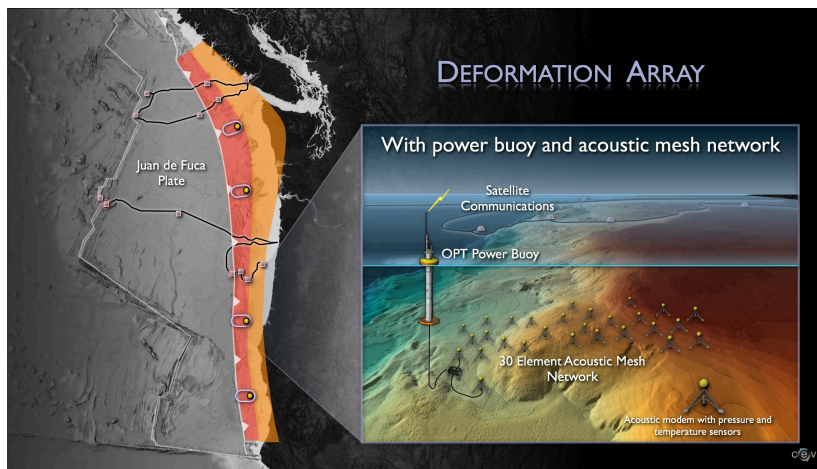 DEFORMATION ARRAY
Juan de Fuca
Plate
With power buoy and acoustic mesh network
Satellite
Communications
OPT Power Buoy
30 Element Acoustic Mesh
Network
Acoustic modem with pressure and
temperature sensors
cev